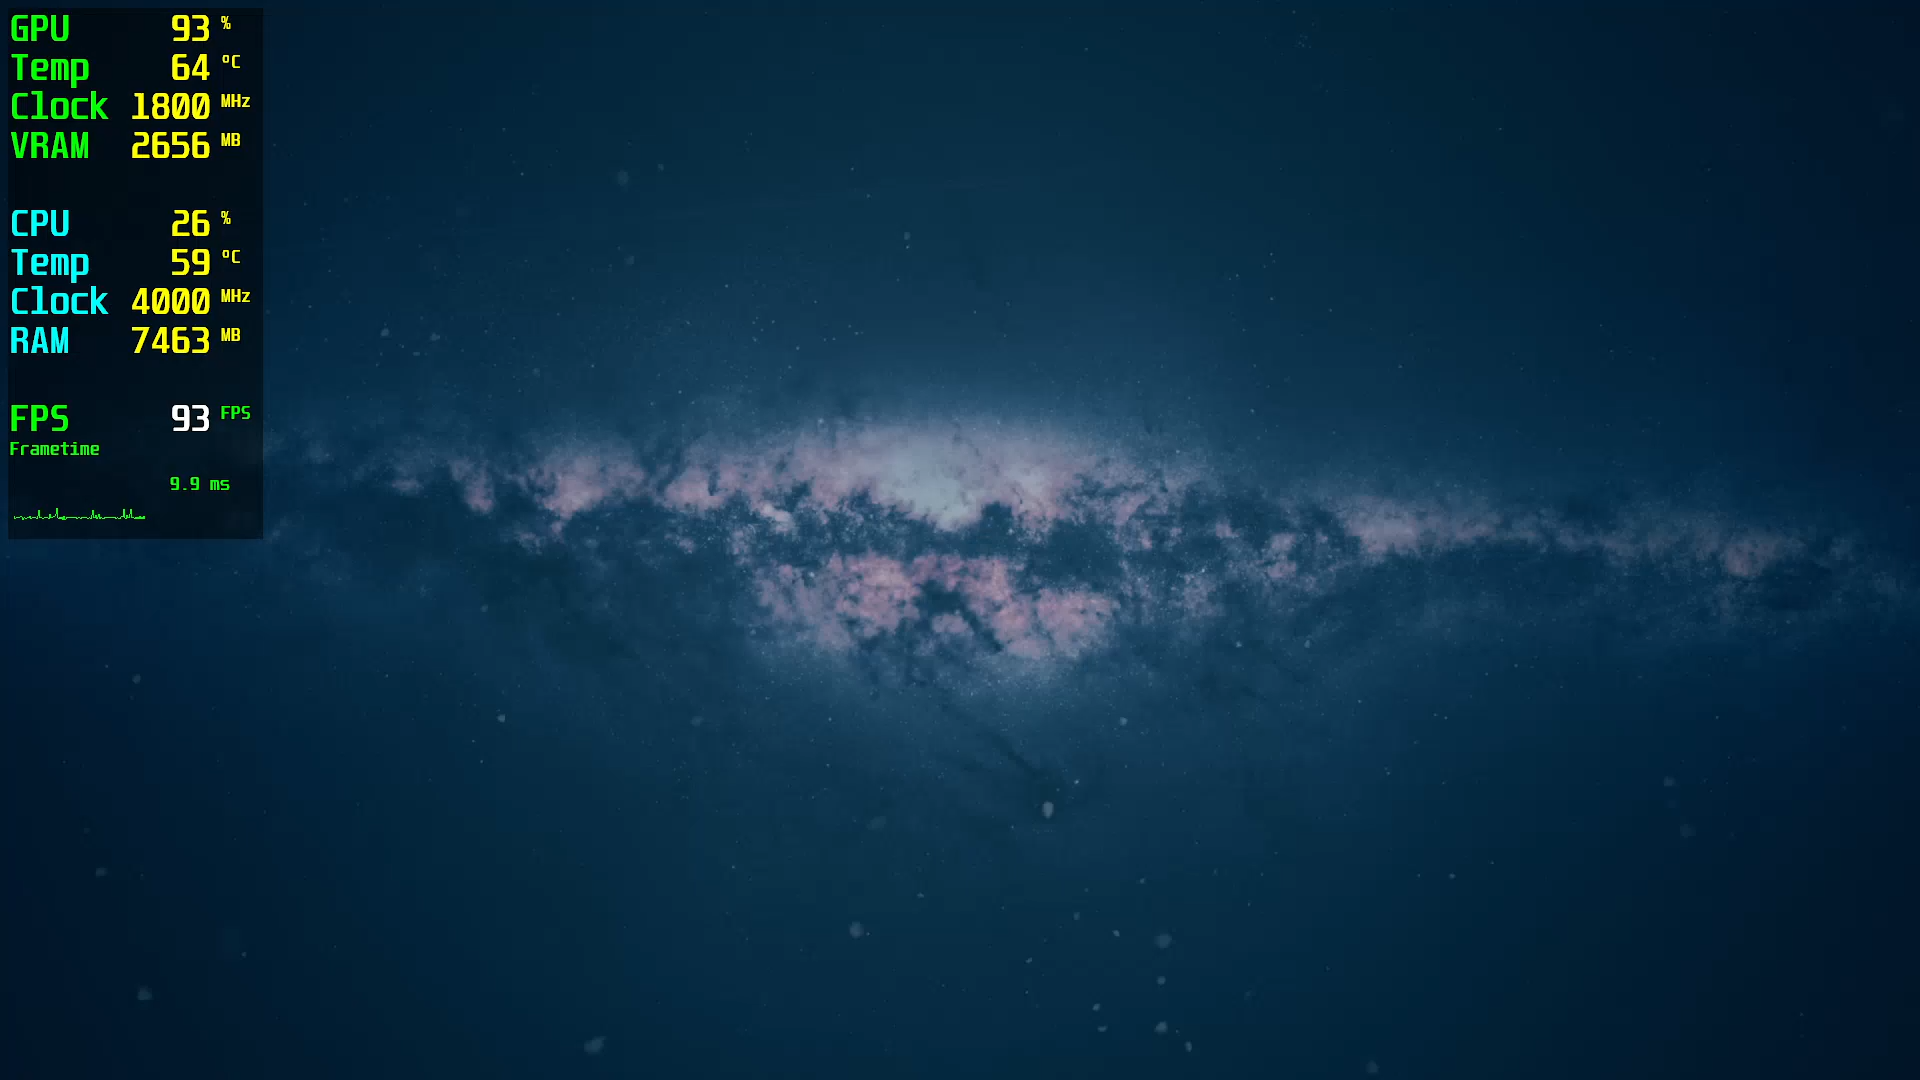 GPU 93 %
Temp 64 °C
Clock 1800 MHz
VRAM 2656 MB
CPU 26 %
Temp 59 °C
Clock 4000 MHz
RAM 7463 MB
FPS 93 FPS
Frametime
9.9 ms